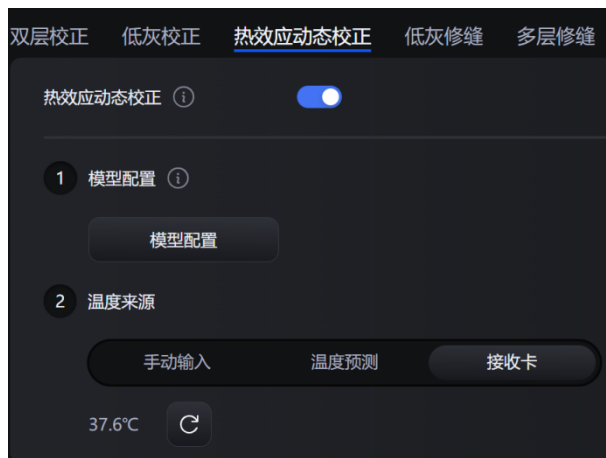 双层校正 低灰校正 热效应动态校正 低灰修缝 多层修缝
热效应动态校正
1 模型配置
模型配置
2 温度来源
手动输入 温度预测 接收卡
37.6℃